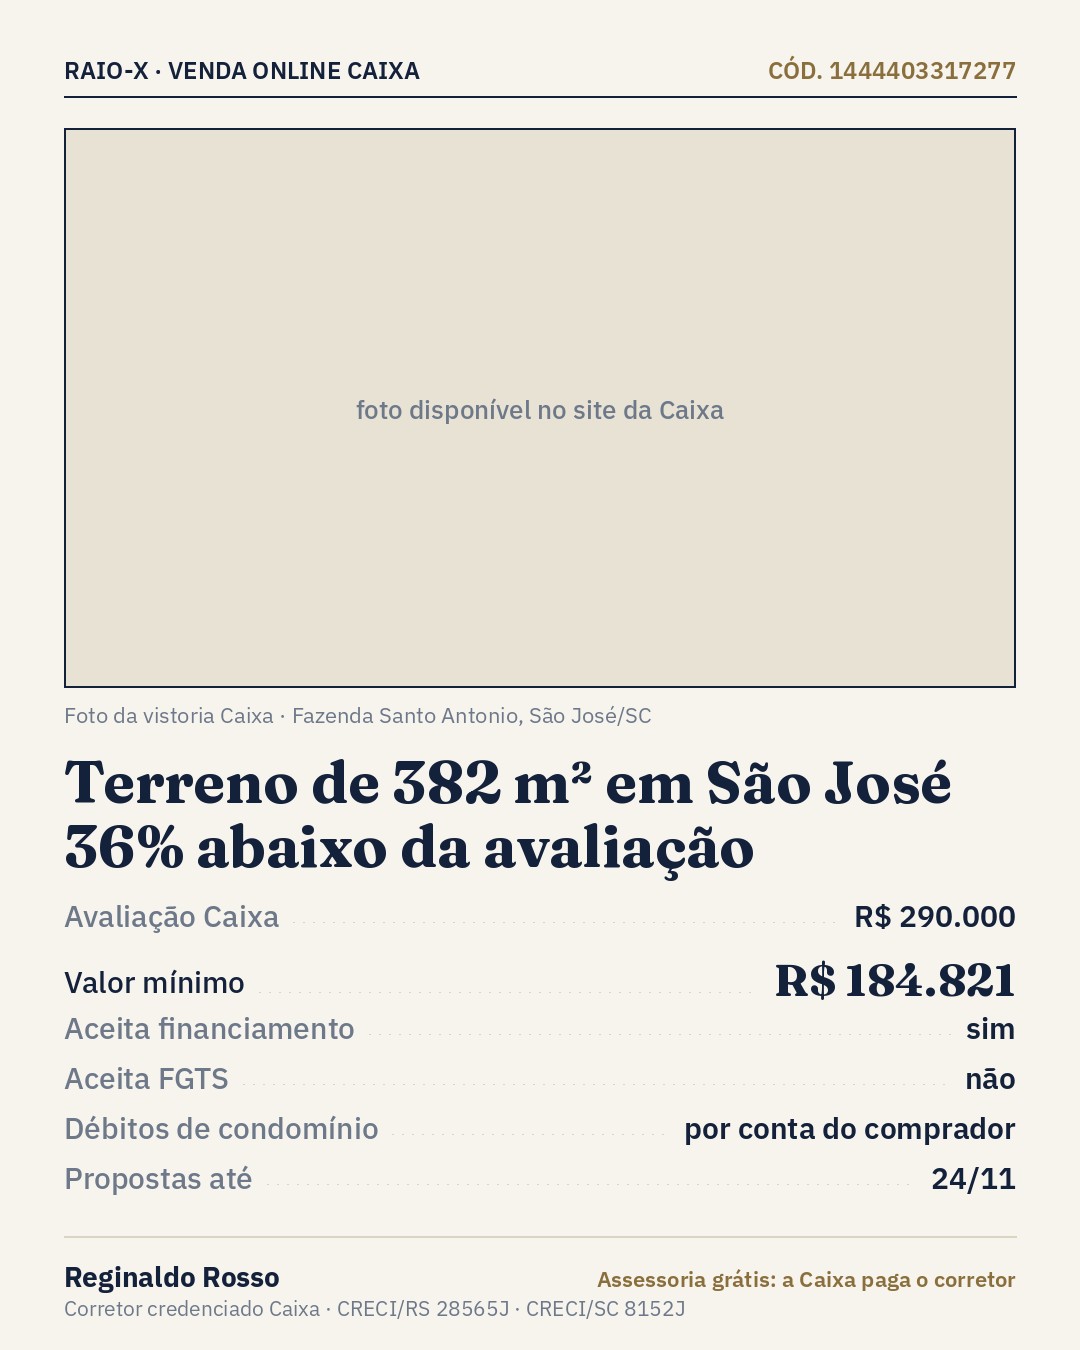 RAIO-X · VENDA ONLINE CAIXA
CÓD. 1444403317277
foto disponível no site da Caixa
Foto da vistoria Caixa · Fazenda Santo Antonio, São José/SC
Terreno de 382 m² em São José
36% abaixo da avaliação
Avaliação Caixa R$ 290.000
Valor mínimo R$ 184.821
Aceita financiamento sim
Aceita FGTS não
Débitos de condomínio por conta do comprador
Propostas até 24/11
Reginaldo Rosso
Assessoria grátis: a Caixa paga o corretor
Corretor credenciado Caixa · CRECI/RS 28565J · CRECI/SC 8152J